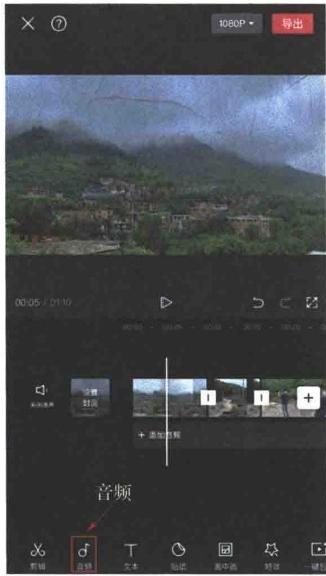 1080P
导出
00:05 / 01:10
设置
封面
+ 添加音频
音频
剪辑
音频
文本
贴纸
画中画
特效